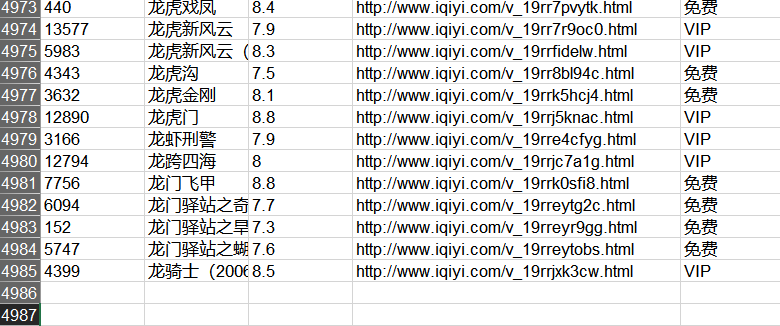 4973 440 龙虎戏凤 8.4 http://www.iqiyi.com/v_19rr7pvytk.html 免费
4974 13577 龙虎新风云 7.9 http://www.iqiyi.com/v_19rr7r9oc0.html VIP
4975 5983 龙虎新风云（ 8.3 http://www.iqiyi.com/v_19rrfidelw.html VIP
4976 4343 龙虎沟 7.5 http://www.iqiyi.com/v_19rr8bl94c.html 免费
4977 3632 龙虎金刚 8.1 http://www.iqiyi.com/v_19rrk5hcj4.html 免费
4978 12890 龙虎门 8.8 http://www.iqiyi.com/v_19rrj5knac.html VIP
4979 3166 龙虾刑警 7.9 http://www.iqiyi.com/v_19rre4cfyg.html VIP
4980 12794 龙跨四海 8 http://www.iqiyi.com/v_19rrjc7a1g.html VIP
4981 7756 龙门飞甲 8.8 http://www.iqiyi.com/v_19rrk0sfi8.html 免费
4982 6094 龙门驿站之奇 7.7 http://www.iqiyi.com/v_19rreytg2c.html 免费
4983 152 龙门驿站之旱 7.3 http://www.iqiyi.com/v_19rreyr9gg.html 免费
4984 5747 龙门驿站之蝴 7.6 http://www.iqiyi.com/v_19rreytobs.html 免费
4985 4399 龙骑士（2006 8.5 http://www.iqiyi.com/v_19rrjxk3cw.html VIP
4986
4987